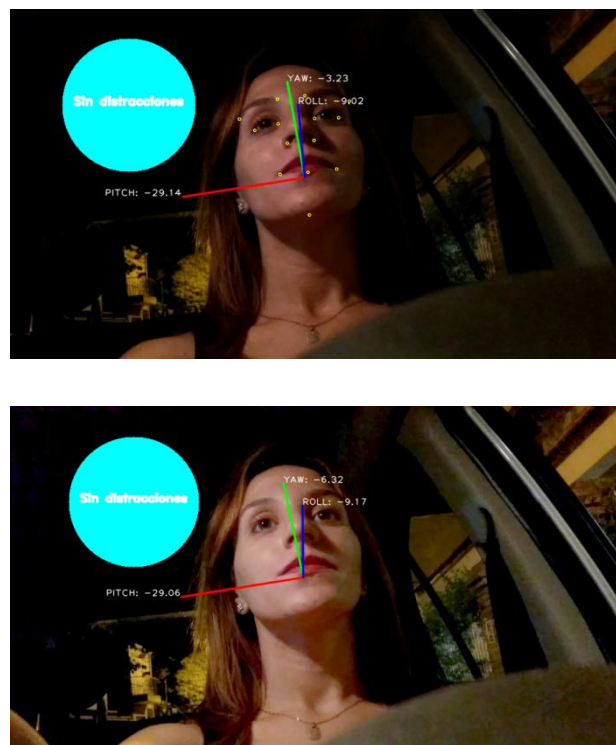 YAW: -3.23
Sin distracciones
ROLL: -9.02
PITCH: -29.14
YAW: -6.32
Sin distracciones
ROLL: -9.17
PITCH: -29.06